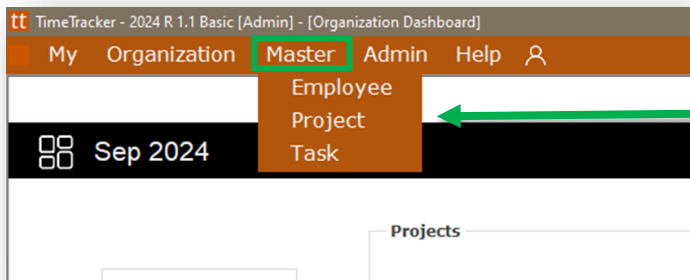 tt TimeTracker - 2024 R 1.1 Basic [Admin] - [Organization Dashboard]
My Organization Master Admin Help
Employee
Project
Task
Sep 2024
Projects